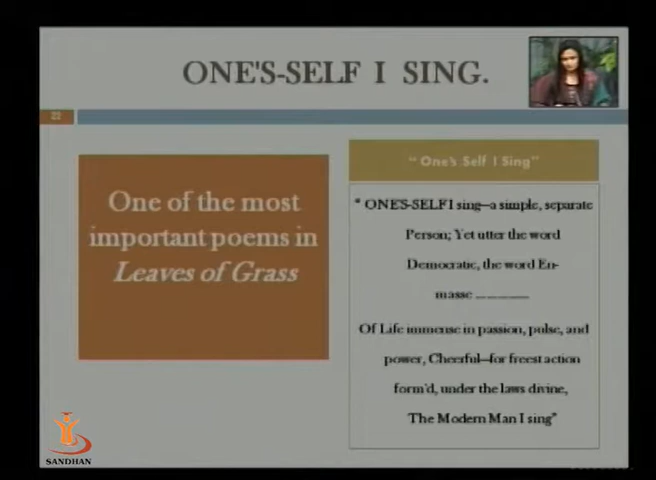 ONE'S-SELF I SING.
22
One of the most
important poems in
Leaves of Grass
" One's Self I Sing"
" ONE'S-SELF I sing—a simple, separate
Person; Yet utter the word
Democratic, the word En-
masse ________
Of Life immense in passion, pulse, and
power, Cheerful—for freest action
form'd, under the laws divine,
The Modern Man I sing"
SANDHAN